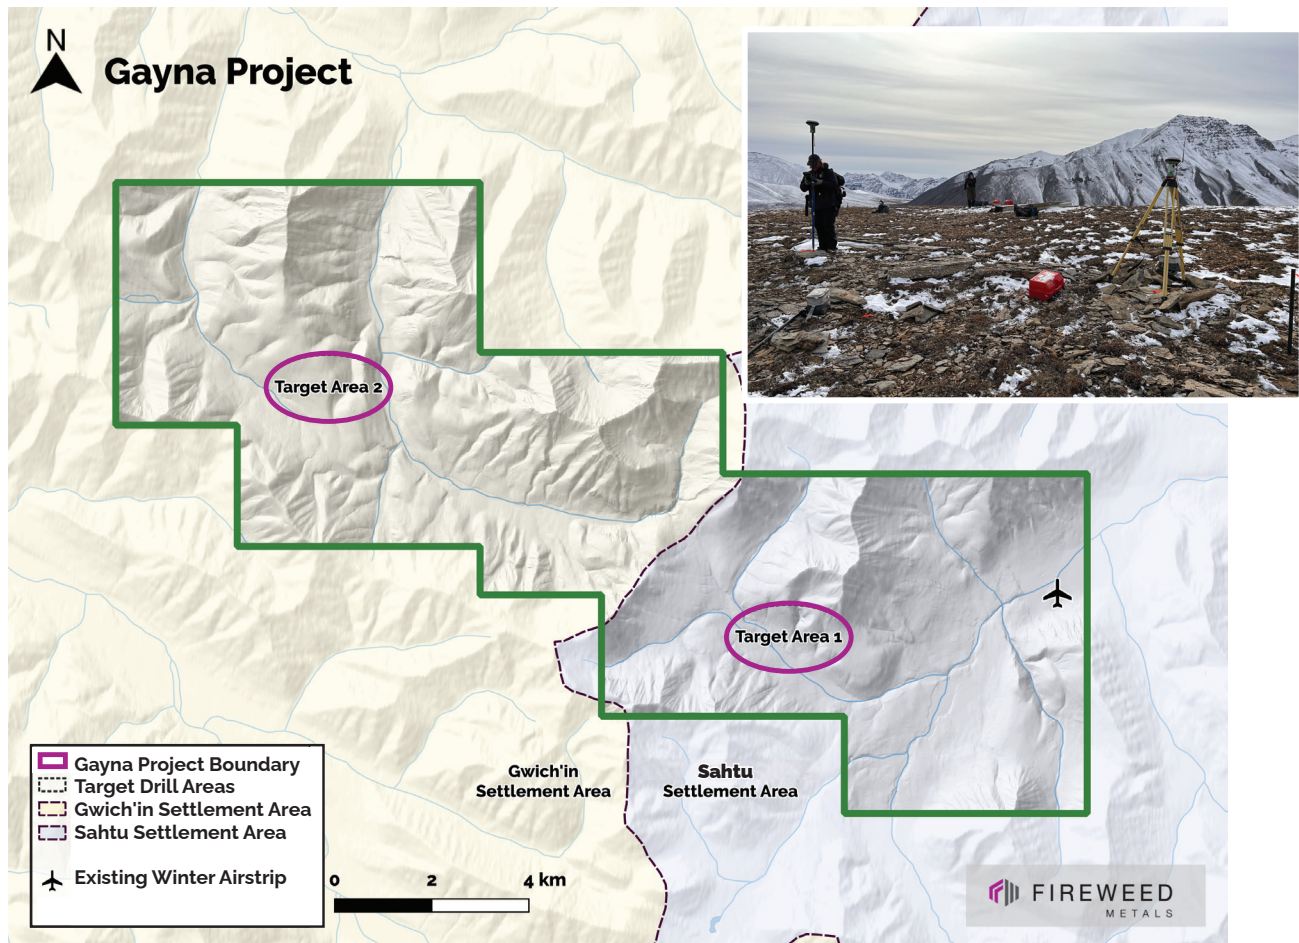 N
Gayna Project
Target Area 2
Target Area 1
Gwich'in
Settlement Area
Sahtu
Settlement Area
Gayna Project Boundary
Target Drill Areas
Gwich'in Settlement Area
Sahtu Settlement Area
Existing Winter Airstrip
0 2 4 km
FIREWEED
METALS